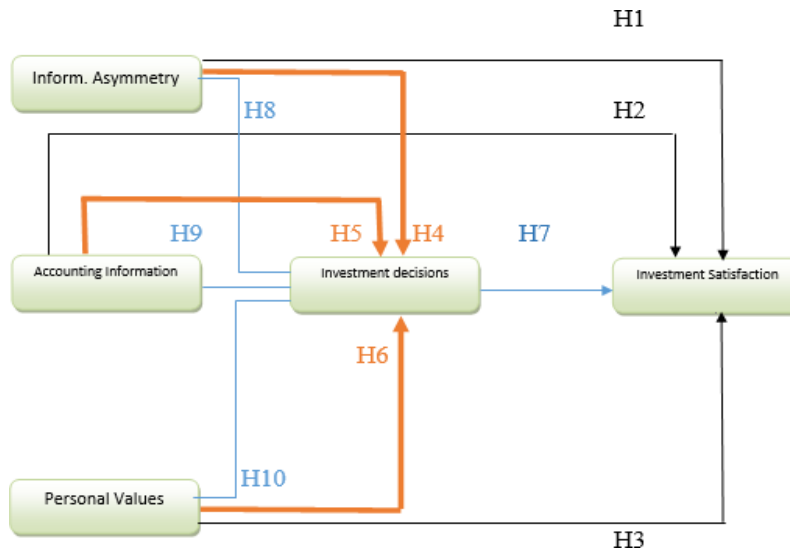 H1
Inform. Asymmetry
H8
H2
H9
H5
H4
H7
Accounting Information
Investment decisions
Investment Satisfaction
H6
H10
Personal Values
H3